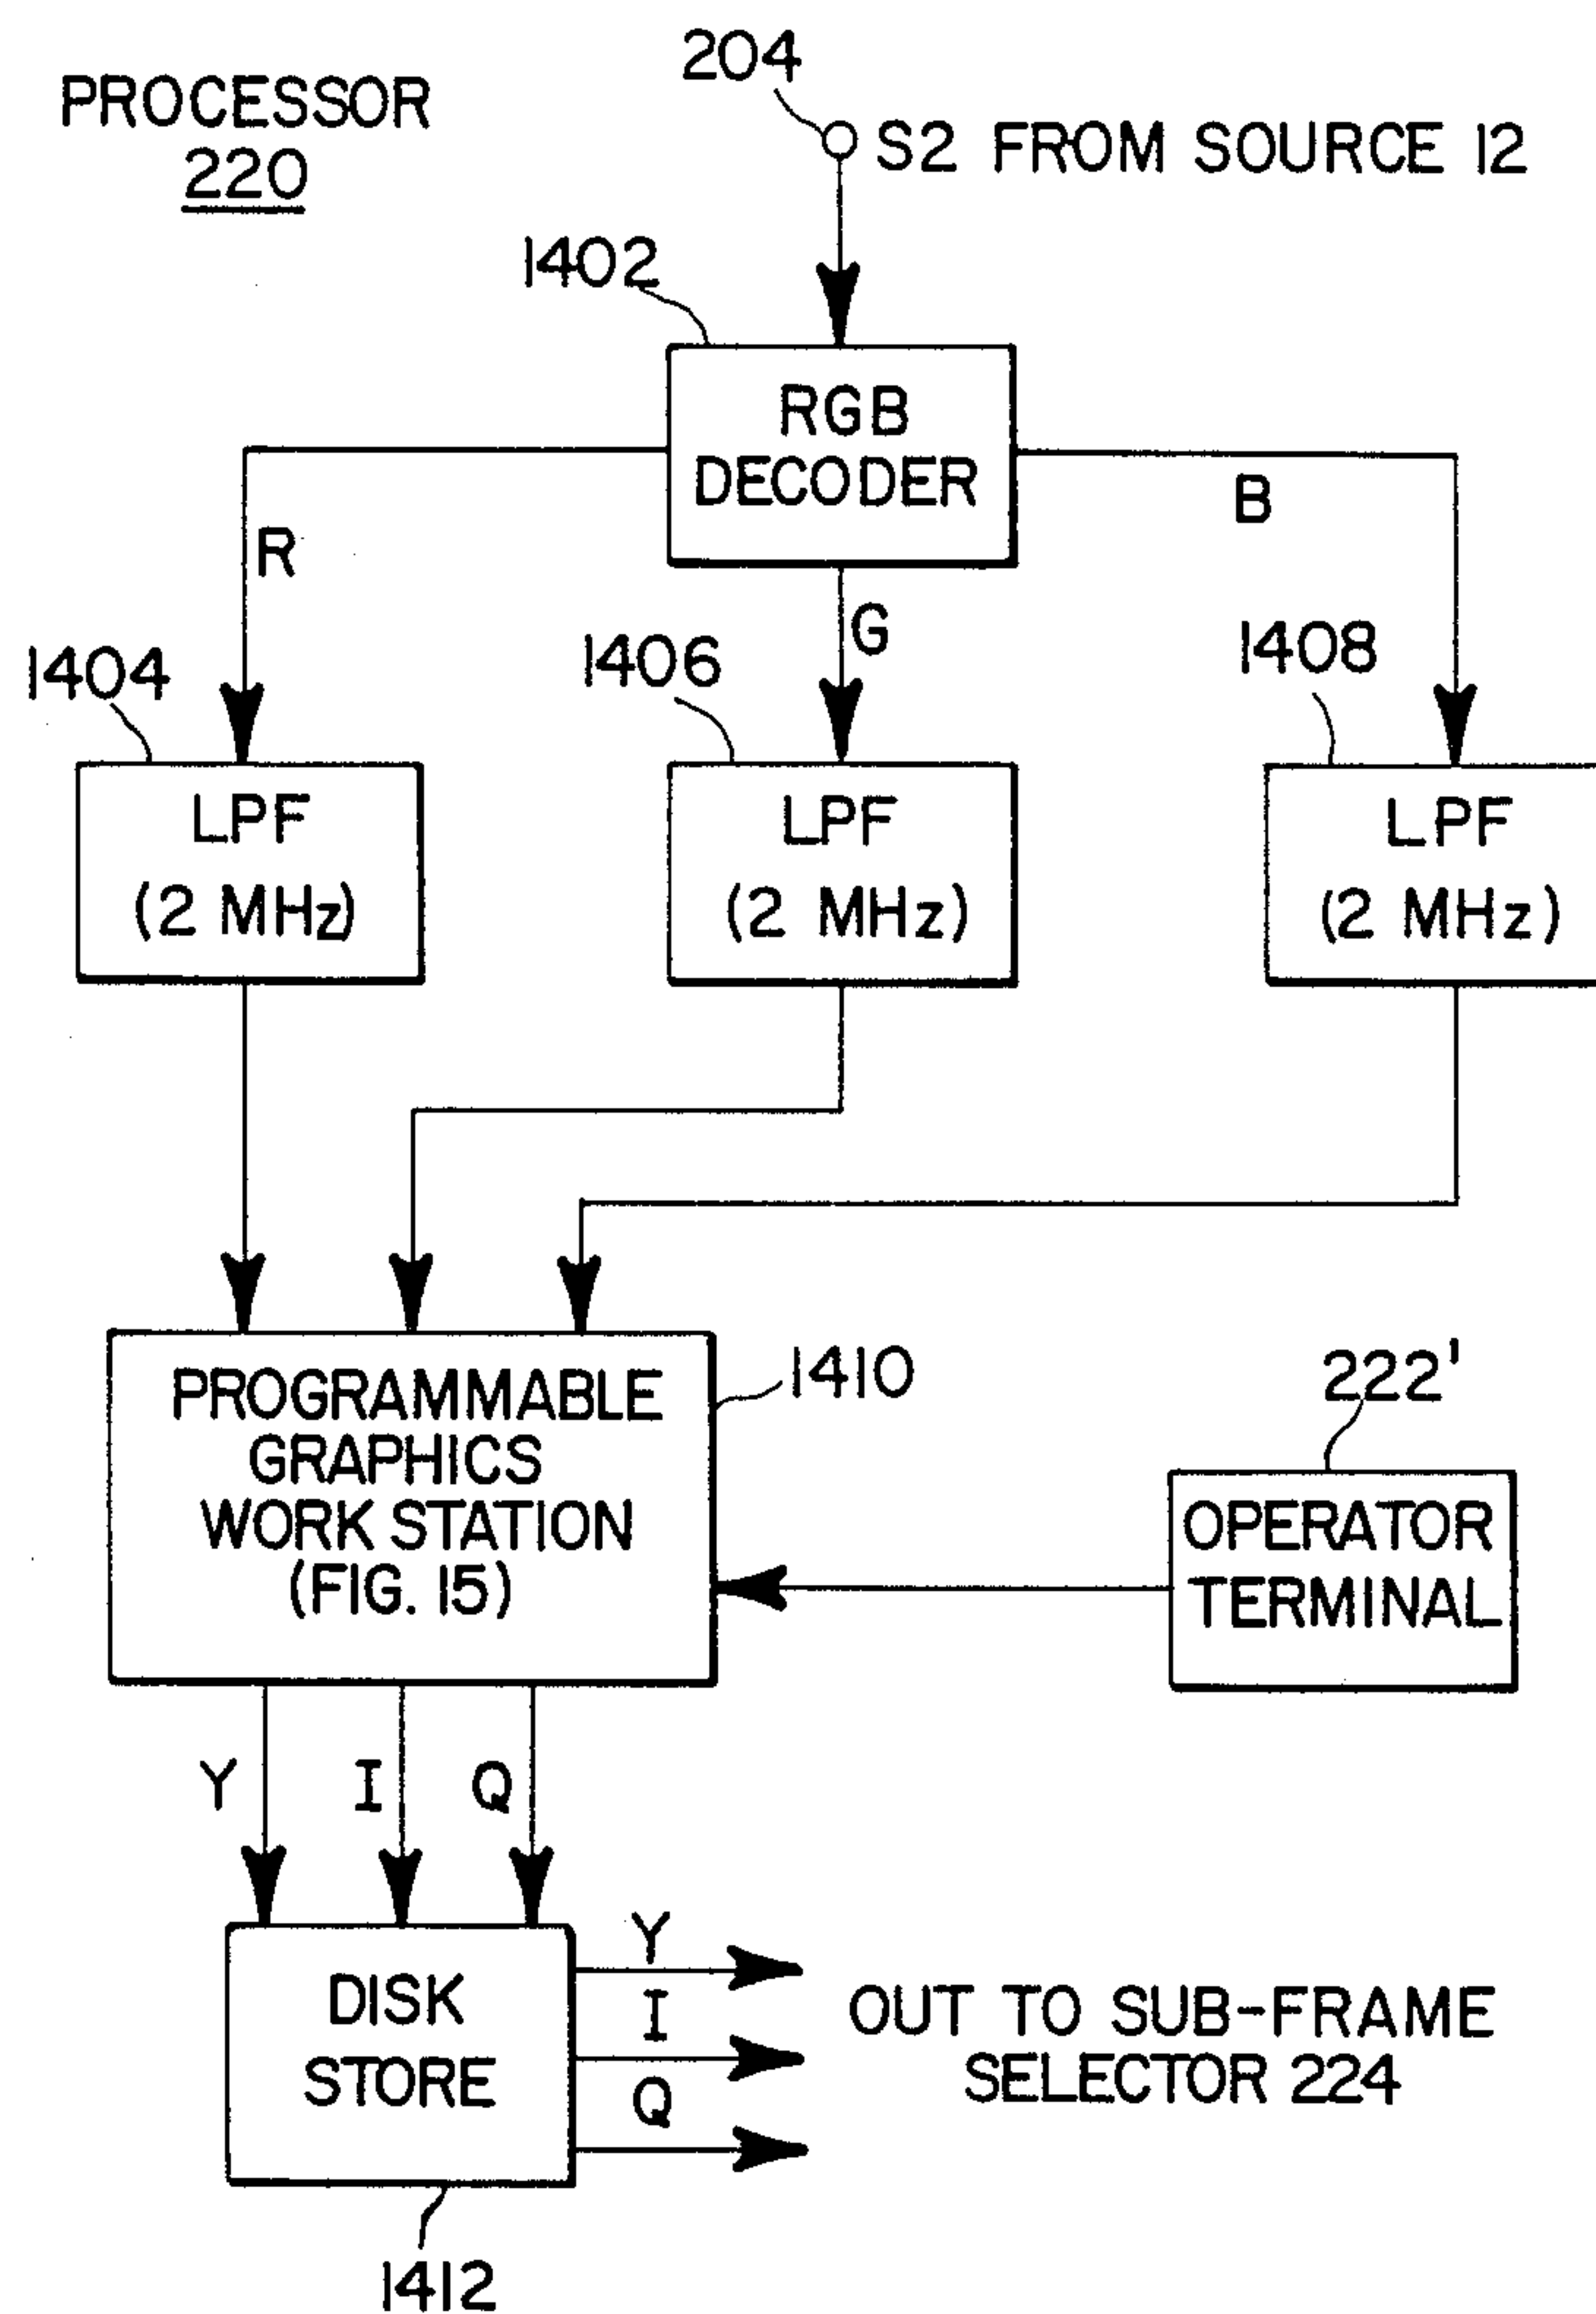 PROCESSOR
220
204
S2 FROM SOURCE 12
1402
RGB
DECODER
R
G
B
1404
1406
1408
LPF
(2 MHz)
LPF
(2 MHz)
LPF
(2 MHz)
PROGRAMMABLE
GRAPHICS
WORK STATION
(FIG. 15)
1410
222'
OPERATOR
TERMINAL
Y
I
Q
DISK
STORE
Y
I
Q
OUT TO SUB-FRAME
SELECTOR 224
1412